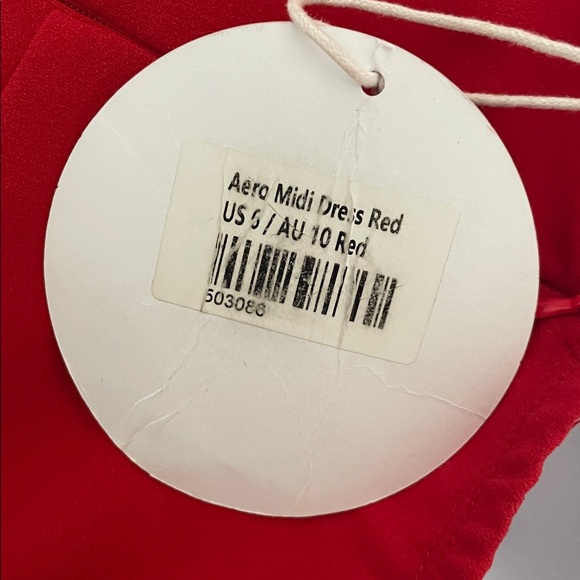 Aero Midi Dress Red
US 6 / AU 10 Red
503086